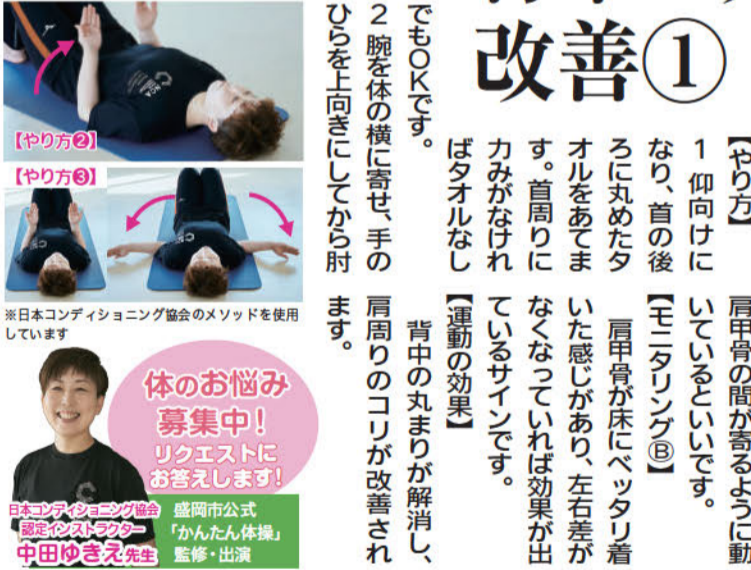 改善①
【やり方】
1 仰向けに
なり、首の後
ろに丸めたタ
オルをあてま
す。首周りに
力みがなけれ
ばタオルなし
でもOKです。
2 腕を体の横に寄せ、手の
ひらを上向きにしてから肘
肩甲骨の間が寄るように動
いているといいです。
【モニタリングⒷ】
肩甲骨が床にベッタリ着
いた感じがあり、左右差が
なくなっていれば効果が出
ているサインです。
【運動の効果】
背中の丸まりが解消し、
肩周りのコリが改善され
ます。
【やり方❷】
【やり方❸】
※日本コンディショニング協会のメソッドを使用
しています
体のお悩み
募集中!
リクエストに
お答えします!
日本コンディショニング協会
認定インストラクター
中田ゆきえ先生
盛岡市公式
「かんたん体操」
監修・出演